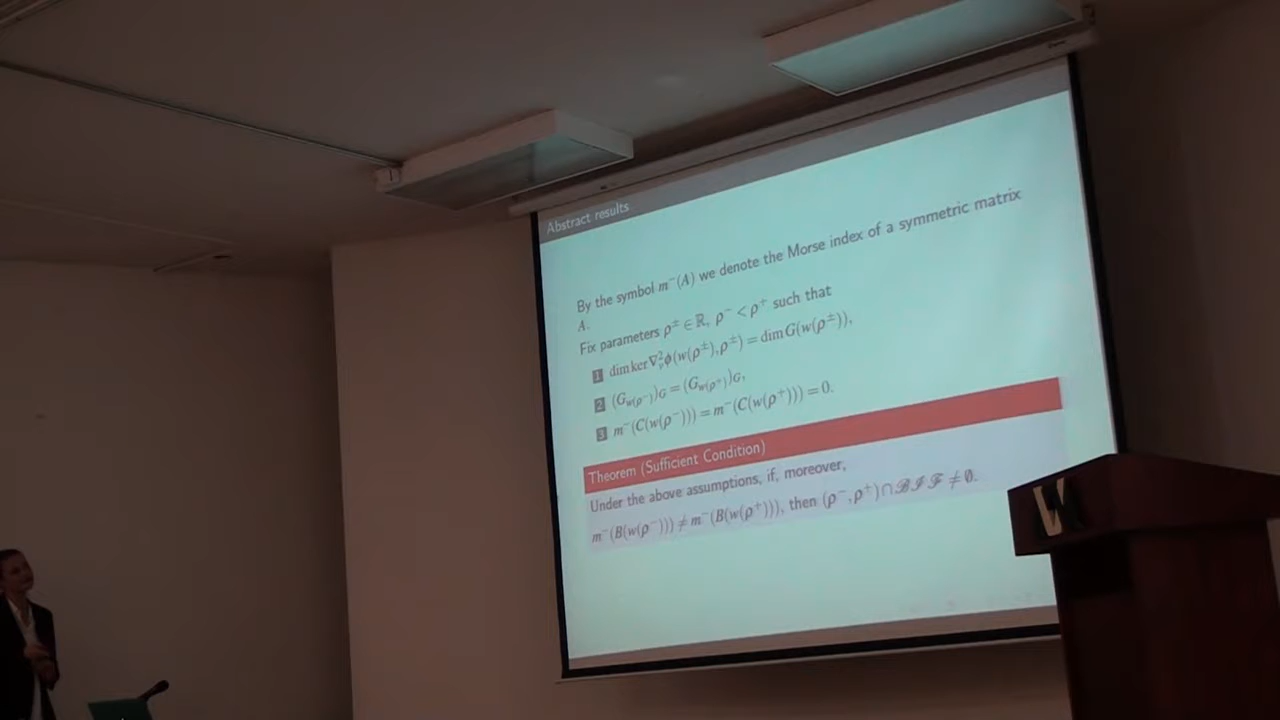 Abstract results
By the symbol m⁻(A) we denote the Morse index of a symmetric matrix
A.
Fix parameters ρ^± ∈ ℝ, ρ⁻ < ρ⁺ such that
1 dim ker ∇²_ν ϕ(w(ρ^±), ρ^±) = dim G(w(ρ^±)),
2 (G_{w(ρ⁻)})_G = (G_{w(ρ⁺)})_G,
3 m⁻(C(w(ρ⁻))) = m⁻(C(w(ρ⁺))) = 0.
Theorem (Sufficient Condition)
Under the above assumptions, if, moreover,
m⁻(B(w(ρ⁻))) ≠ m⁻(B(w(ρ⁺))), then (ρ⁻, ρ⁺) ∩ ℬℐℱ ≠ ∅.
W